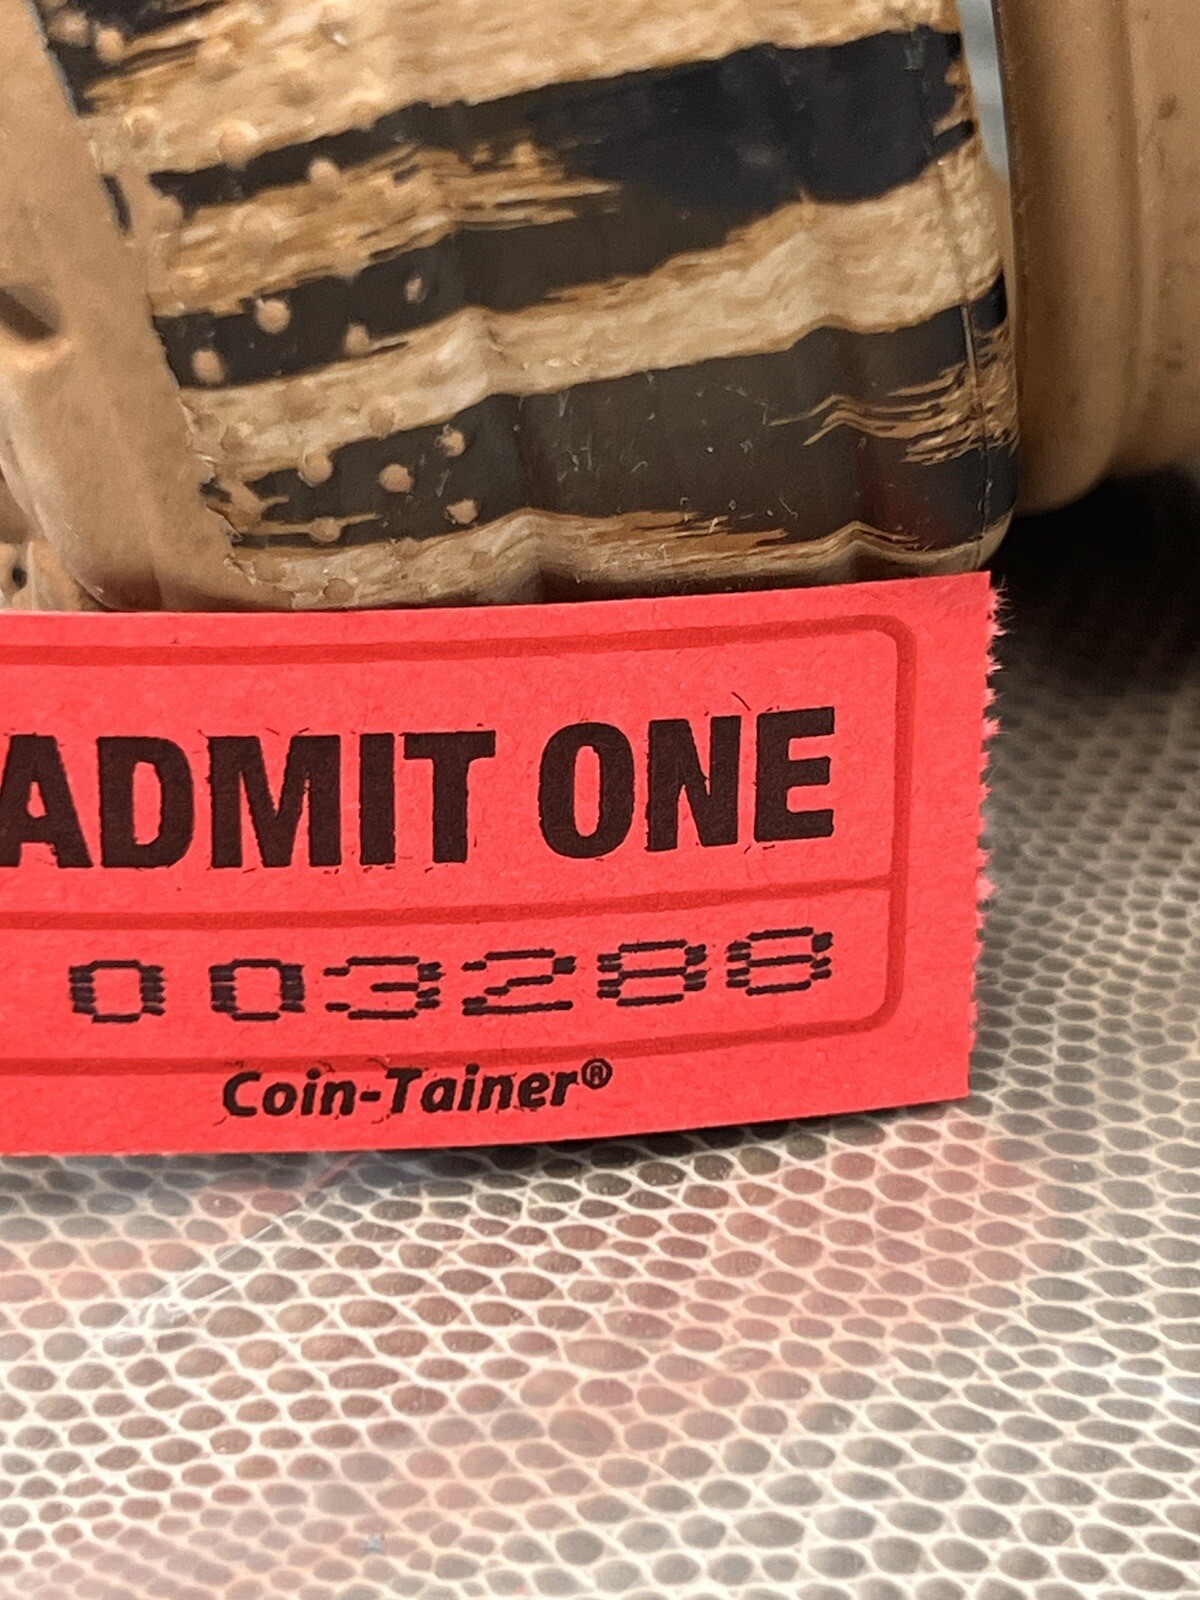 ADMIT ONE
003288
Coin-Tainer®